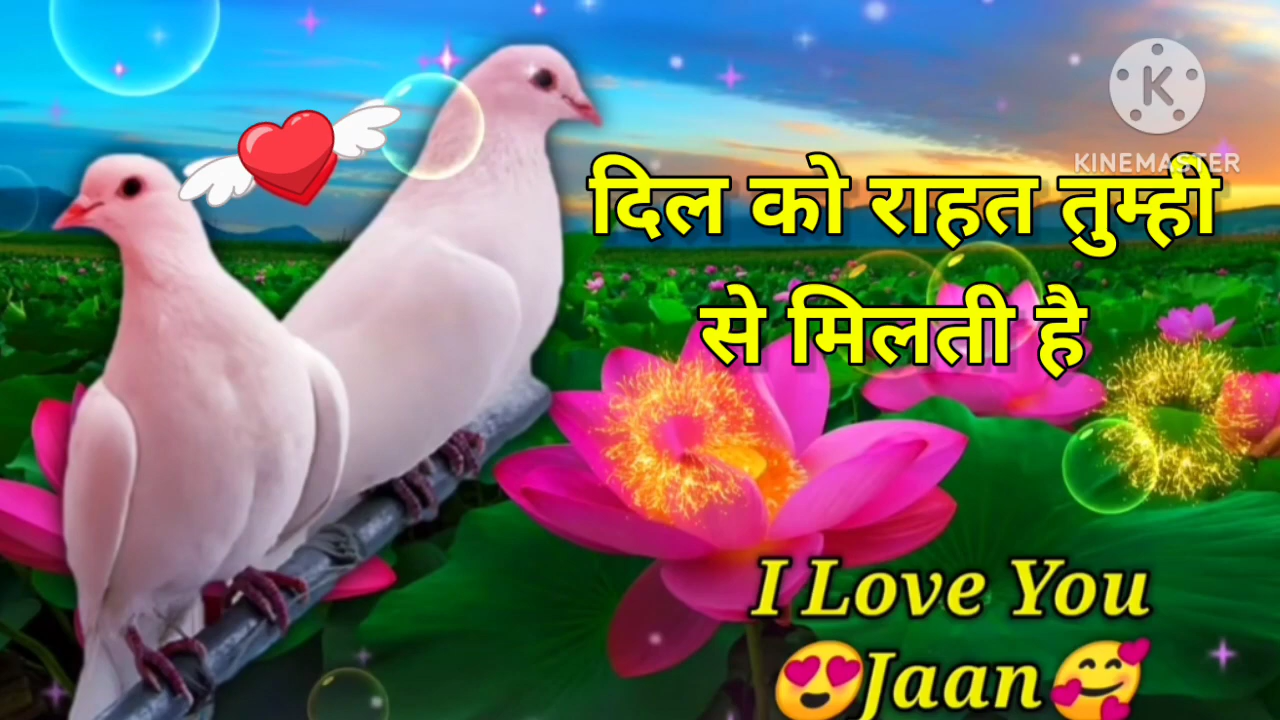 KINEMASTER
दिल को राहत तुम्ही
से मिलती है
I Love You
😍Jaan🥰